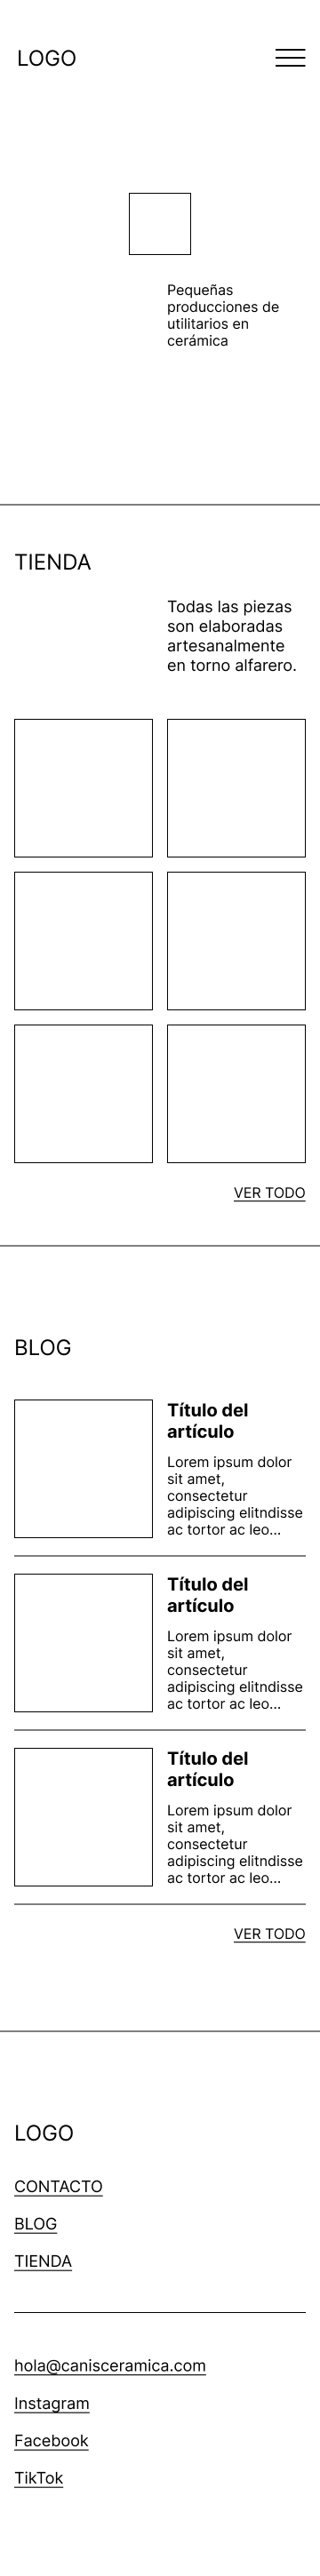 LOGO
Pequeñas
producciones de
utilitarios en
cerámica
TIENDA
Todas las piezas
son elaboradas
artesanalmente
en torno alfarero.
VER TODO
BLOG
Título del
artículo
Lorem ipsum dolor
sit amet,
consectetur
adipiscing elitndisse
ac tortor ac leo...
Título del
artículo
Lorem ipsum dolor
sit amet,
consectetur
adipiscing elitndisse
ac tortor ac leo...
Título del
artículo
Lorem ipsum dolor
sit amet,
consectetur
adipiscing elitndisse
ac tortor ac leo...
VER TODO
LOGO
CONTACTO
BLOG
TIENDA
hola@canisceramica.com
Instagram
Facebook
TikTok